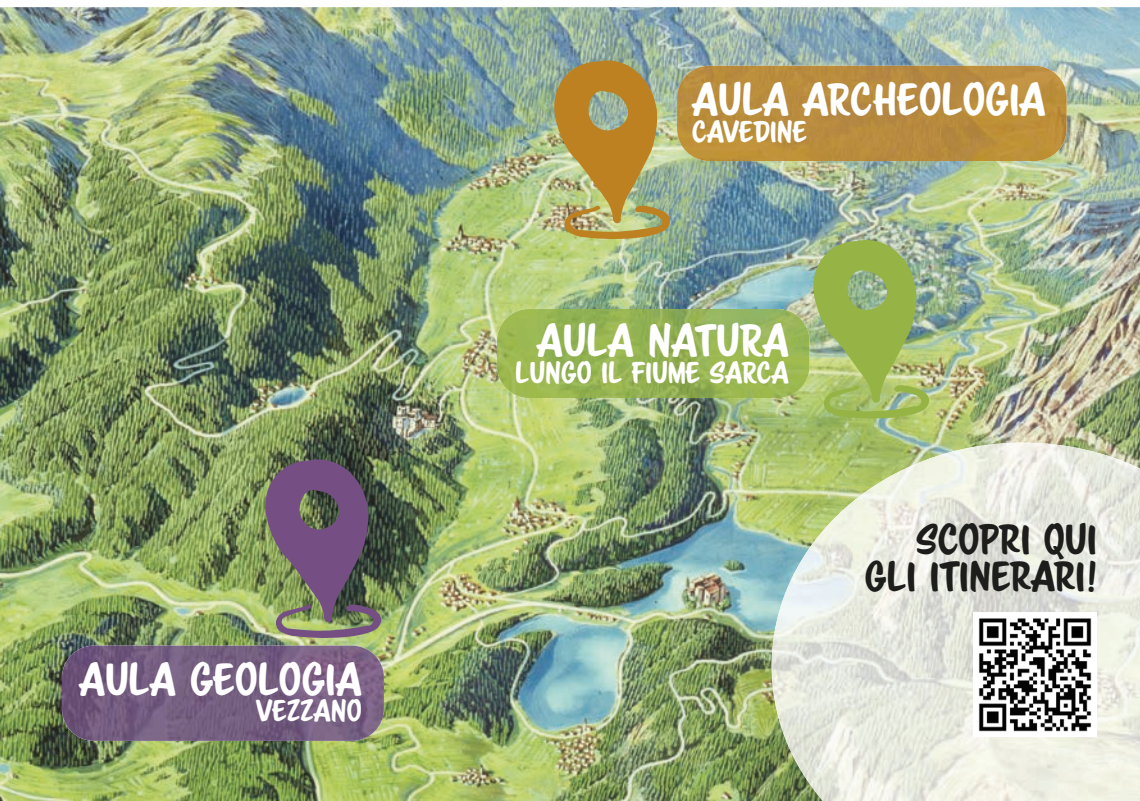 AULA ARCHEOLOGIA
CAVEDINE
AULA NATURA
LUNGO IL FIUME SARCA
SCOPRI QUI
GLI ITINERARI!
AULA GEOLOGIA
VEZZANO